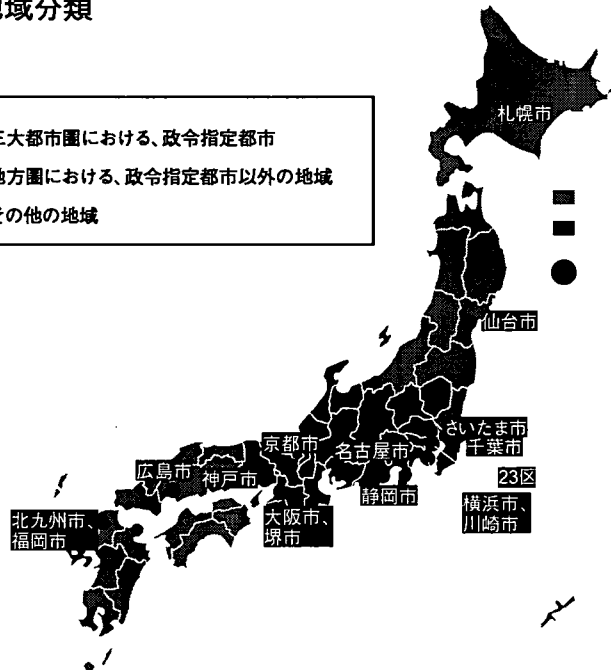 域分類
三大都市圏における、政令指定都市
地方圏における、政令指定都市以外の地域
その他の地域
札幌市
仙台市
さいたま市
千葉市
京都市
名古屋市
広島市
神戸市
23区
静岡市
横浜市、
川崎市
大阪市、
堺市
北九州市、
福岡市